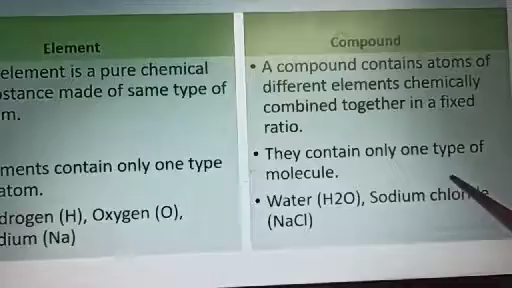 Element
element is a pure chemical
stance made of same type of
m.
ments contain only one type
atom.
drogen (H), Oxygen (O),
dium (Na)
Compound
• A compound contains atoms of
different elements chemically
combined together in a fixed
ratio.
• They contain only one type of
molecule.
• Water (H2O), Sodium
(NaCl)